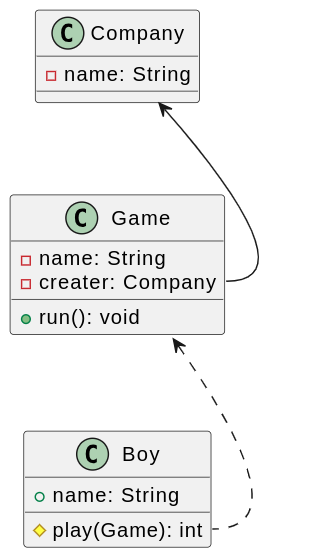 C Company
name: String
C Game
name: String
creater: Company
run(): void
C Boy
name: String
play(Game): int